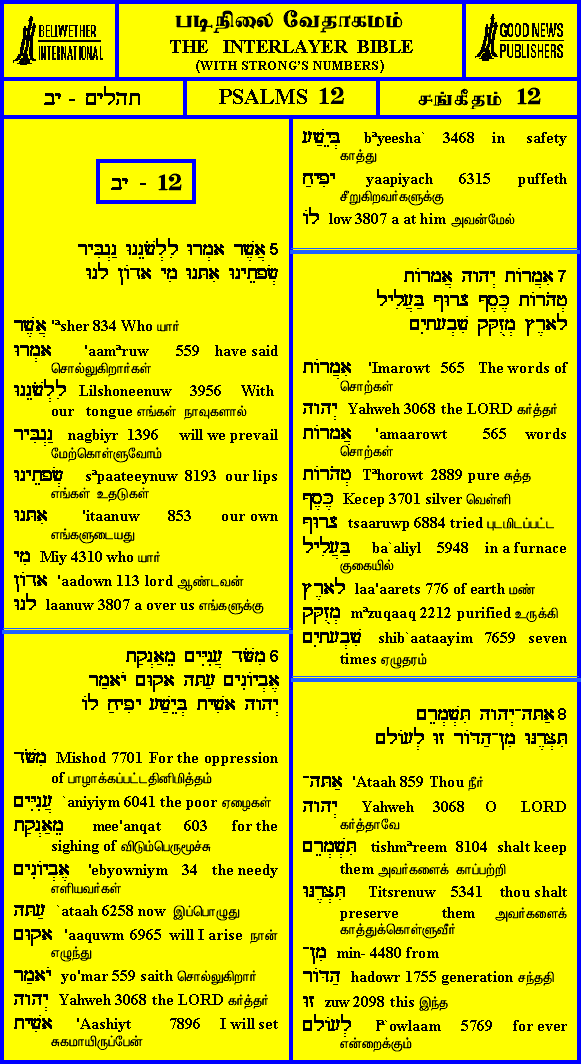 BELLWETHER
INTERNATIONAL
படிநிலை வேதாகமம்
THE INTERLAYER BIBLE
(WITH STRONG'S NUMBERS)
GOOD NEWS
PUBLISHERS
תהלים - יב
PSALMS 12
சங்கீதம் 12
יב - 12
5 אֲשֶׁר אָמְרוּ לִלְשֹׁנֵנוּ נַגְבִּיר
שְׂפָתֵינוּ אִתָּנוּ מִי אָדוֹן לָנוּ
אֲשֶׁר 'ªsher 834 Who யார்
אָמְרוּ 'aamªruw 559 have said
சொல்லுகிறார்கள்
לִלְשֹׁנֵנוּ Lilshoneenuw 3956 With
our tongue எங்கள் நாவுகளால்
נַגְבִּיר nagbiyr 1396 will we prevail
மேற்கொள்ளுவோம்
שְׂפָתֵינוּ sªpaateeynuw 8193 our lips
எங்கள் உதடுகள்
אִתָּנוּ 'itaanuw 853 our own
எங்களுடையது
מִי Miy 4310 who யார்
אָדוֹן 'aadown 113 lord ஆண்டவன்
לָנוּ laanuw 3807 a over us எங்களுக்கு
6 מִשֹּׁד עֲנִיִּים מֵאַנְקַת
אֶבְיוֹנִים עַתָּה אָקוּם יֹאמַר
יְהוָה אָשִׁית בְּיֵשַׁע יָפִיחַ לוֹ
מִשֹּׁד Mishod 7701 For the oppression
of பாழாக்கப்பட்டதினிமித்தம்
עֲנִיִּים `aniyiym 6041 the poor ஏழைகள்
מֵאַנְקַת mee'anqat 603 for the
sighing of விடும்பெருமூச்சு
אֶבְיוֹנִים 'ebyowniym 34 the needy
எளியவர்கள்
עַתָּה `ataah 6258 now இப்பொழுது
אָקוּם 'aaquwm 6965 will I arise நான்
எழுந்து
יֹאמַר yo'mar 559 saith சொல்லுகிறார்
יְהוָה Yahweh 3068 the LORD கர்த்தர்
אָשִׁית 'Aashiyt 7896 I will set
சுகமாயிருப்பேன்
בְּיֵשַׁע bªyeesha` 3468 in safety
காத்து
יָפִיחַ yaapiyach 6315 puffeth
சீறுகிறவர்களுக்கு
לוֹ low 3807 a at him அவன்மேல்
7 אִמֲרוֹת יְהוָה אֲמָרוֹת
טְהֹרוֹת כֶּסֶף צָרוּף בַּעֲלִיל
לָאָרֶץ מְזֻקָּק שִׁבְעָתָיִם
אִמֲרוֹת 'Imarowt 565 The words of
சொற்கள்
יְהוָה Yahweh 3068 the LORD கர்த்தர்
אֲמָרוֹת 'amaarowt 565 words
சொற்கள்
טְהֹרוֹת Tªhorowt 2889 pure சுத்த
כֶּסֶף Kecep 3701 silver வெள்ளி
צָרוּף tsaaruwp 6884 tried புடமிடப்பட்ட
בַּעֲלִיל ba`aliyl 5948 in a furnace
குகையில்
לָאָרֶץ laa'aarets 776 of earth மண்
מְזֻקָּק mªzuqaaq 2212 purified உருக்கி
שִׁבְעָתָיִם shib`aataayim 7659 seven
times ஏழுதரம்
8 אַתָּה־יְהוָה תִּשְׁמְרֵם
תִּצְּרֶנּוּ מִן־הַדּוֹר זוּ לְעוֹלָם
אַתָּה־ 'Ataah 859 Thou நீர்
יְהוָה Yahweh 3068 O LORD
கர்த்தாவே
תִּשְׁמְרֵם tishmªreem 8104 shalt keep
them அவர்களைக் காப்பற்றி
תִּצְּרֶנּוּ Titsrenuw 5341 thou shalt
preserve them அவர்களைக்
காத்துக்கொள்ளுவீர்
מִן־ min- 4480 from
הַדּוֹר hadowr 1755 generation சந்ததி
זוּ zuw 2098 this இந்த
לְעוֹלָם lª`owlaam 5769 for ever
என்றைக்கும்